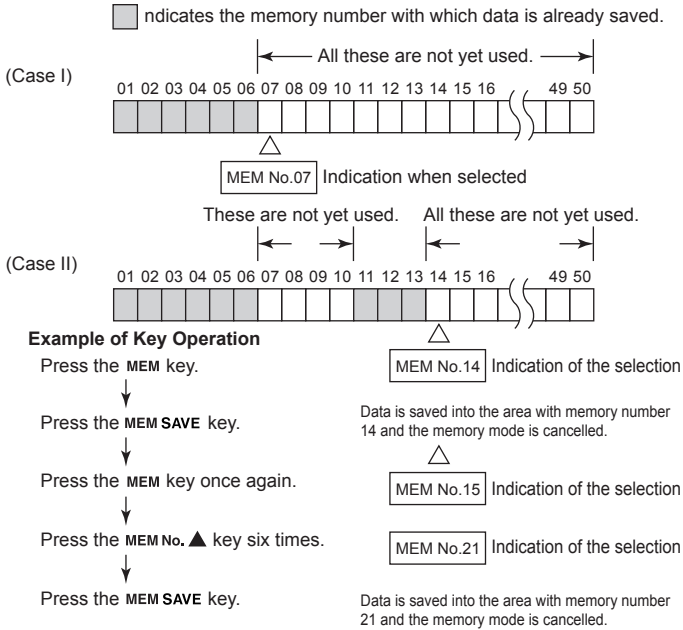 ndicates the memory number with which data is already saved.
All these are not yet used.
(Case I)
01 02 03 04 05 06 07 08 09 10 11 12 13 14 15 16 49 50
MEM No.07 Indication when selected
These are not yet used. All these are not yet used.
(Case II)
01 02 03 04 05 06 07 08 09 10 11 12 13 14 15 16 49 50
Example of Key Operation
Press the MEM key.
MEM No.14 Indication of the selection
Press the MEM SAVE key.
Data is saved into the area with memory number
14 and the memory mode is cancelled.
Press the MEM key once again.
MEM No.15 Indication of the selection
Press the MEM No. ▲ key six times.
MEM No.21 Indication of the selection
Press the MEM SAVE key.
Data is saved into the area with memory number
21 and the memory mode is cancelled.